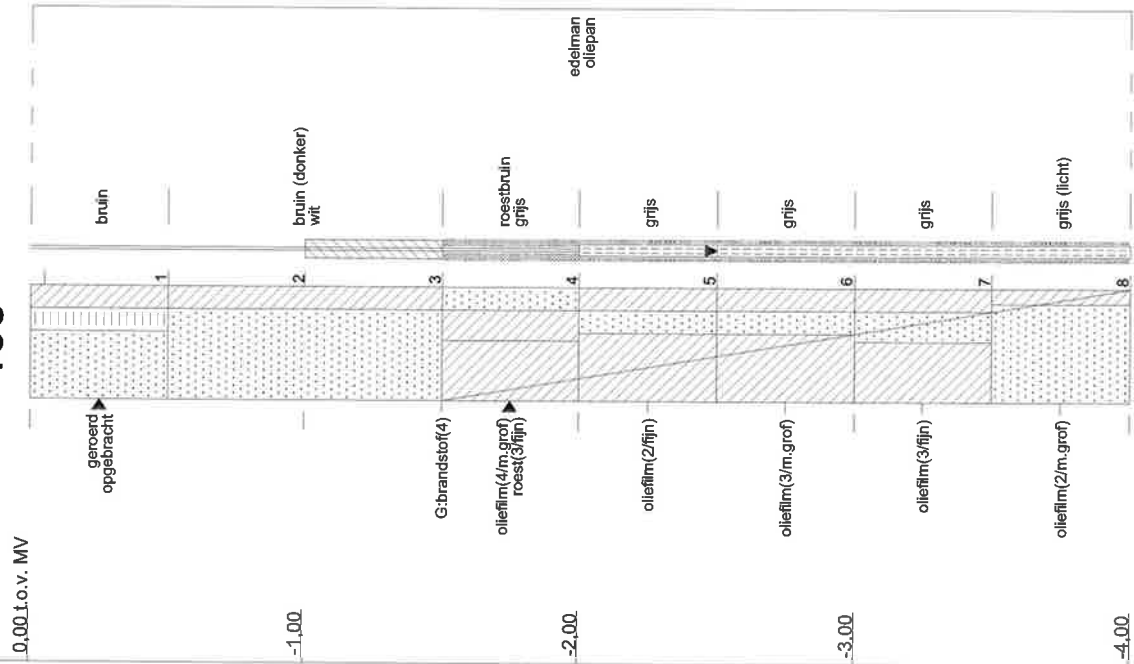 0,00 t.o.v. MV
-1,00
-2,00
-3,00
-4,00
geroerd
opgebracht
G:brandstof(4)
oliefilm(4/m.grof)
roest(3/fijn)
oliefilm(2/fijn)
oliefilm(3/m.grof)
oliefilm(3/fijn)
oliefilm(2/m.grof)
1
2
3
4
5
6
7
8
bruin
bruin (donker)
wit
roestbruin
grijs
grijs
grijs
grijs
grijs (licht)
edelman
oliepan